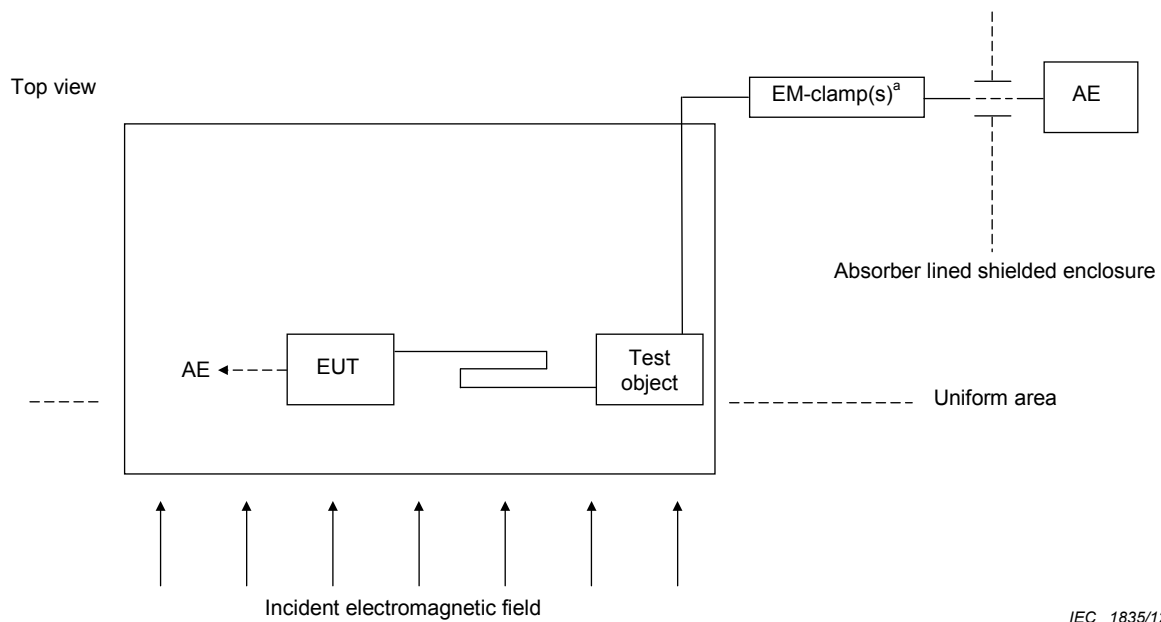 Top view
EM-clamp(s)a
AE
Absorber lined shielded enclosure
AE
EUT
Test
object
Uniform area
Incident electromagnetic field